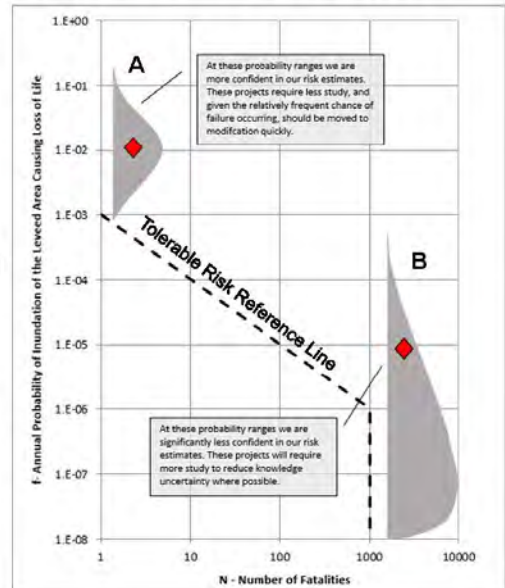 1.E+00
A
At these probability ranges we are
more confident in our risk estimates.
These projects require less study, and
given the relatively frequent chance of
failure occurring, should be moved to
modifcation quickly.
1.E-01
1.E-02
1.E-03
Tolerable Risk Reference Line
B
1.E-04
1.E-05
1.E-06
At these probability ranges we are
significantly less confident in our risk
estimates. These projects will require
more study to reduce knowledge
uncertainty where possible.
1.E-07
1.E-08
1
10
100
1000
10000
f- Annual Probability of Inundation of the Leveed Area Causing Loss of Life
N - Number of Fatalities